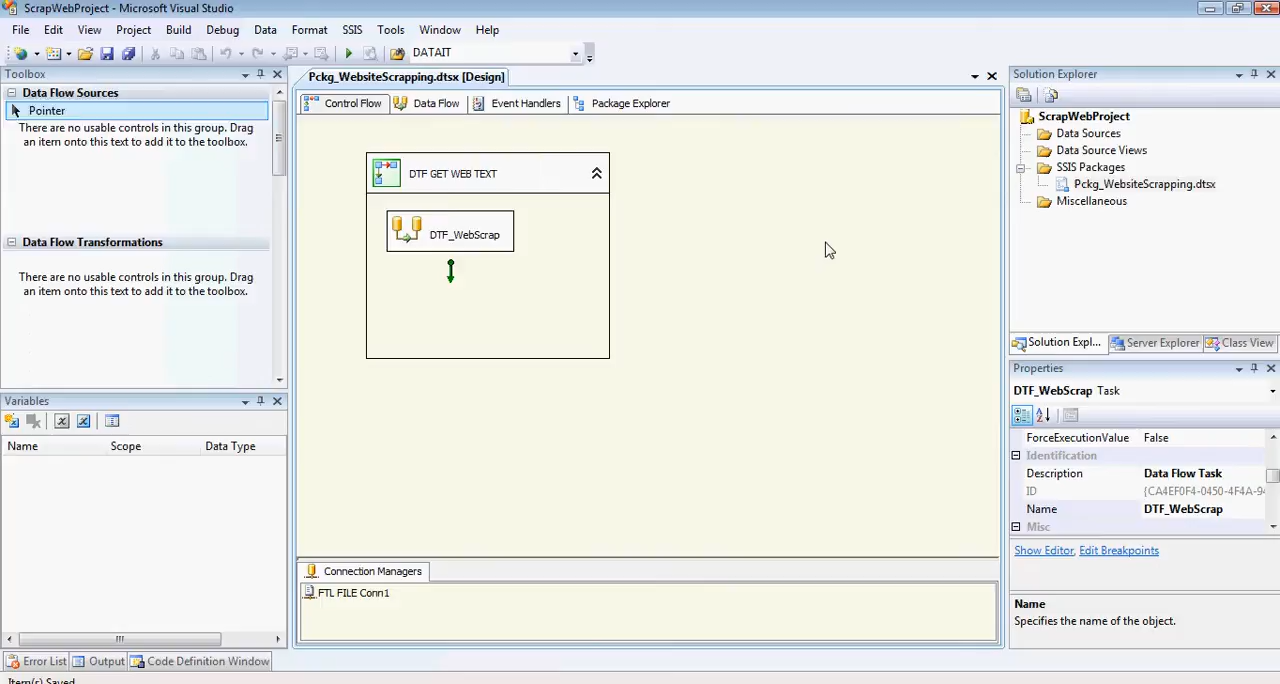 ScrapWebProject - Microsoft Visual Studio
File Edit View Project Build Debug Data Format SSIS Tools Window Help
DATAIT
Toolbox
Data Flow Sources
Pointer
There are no usable controls in this group. Drag
an item onto this text to add it to the toolbox.
Data Flow Transformations
There are no usable controls in this group. Drag
an item onto this text to add it to the toolbox.
Variables
Name Scope Data Type
Error List Output Code Definition Window
Item(s) Saved
Pckg_WebsiteScrapping.dtsx [Design]
Control Flow Data Flow Event Handlers Package Explorer
DTF GET WEB TEXT
DTF_WebScrap
Connection Managers
FTL FILE Conn1
Solution Explorer
ScrapWebProject
Data Sources
Data Source Views
SSIS Packages
Pckg_WebsiteScrapping.dtsx
Miscellaneous
Solution Expl... Server Explorer Class View
Properties
DTF_WebScrap Task
ForceExecutionValue False
Identification
Description Data Flow Task
ID {CA4EF0F4-0450-4F4A-94
Name DTF_WebScrap
Misc
Show Editor, Edit Breakpoints
Name
Specifies the name of the object.